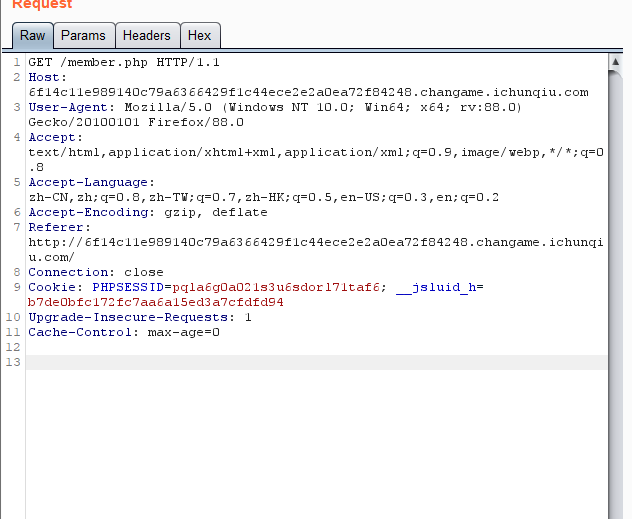 Request
Raw Params Headers Hex
1 GET /member.php HTTP/1.1
2 Host:
6f14c11e989140c79a6366429f1c44ece2e2a0ea72f84248.changame.ichunqiu.com
3 User-Agent: Mozilla/5.0 (Windows NT 10.0; Win64; x64; rv:88.0)
Gecko/20100101 Firefox/88.0
4 Accept:
text/html,application/xhtml+xml,application/xml;q=0.9,image/webp,*/*;q=0
.8
5 Accept-Language:
zh-CN,zh;q=0.8,zh-TW;q=0.7,zh-HK;q=0.5,en-US;q=0.3,en;q=0.2
6 Accept-Encoding: gzip, deflate
7 Referer:
http://6f14c11e989140c79a6366429f1c44ece2e2a0ea72f84248.changame.ichunqi
u.com/
8 Connection: close
9 Cookie: PHPSESSID=pqla6g0a021s3u6sdorl71taf6; __jsluid_h=
b7de0bfc172fc7aa6a15ed3a7cfdfd94
10 Upgrade-Insecure-Requests: 1
11 Cache-Control: max-age=0
12
13